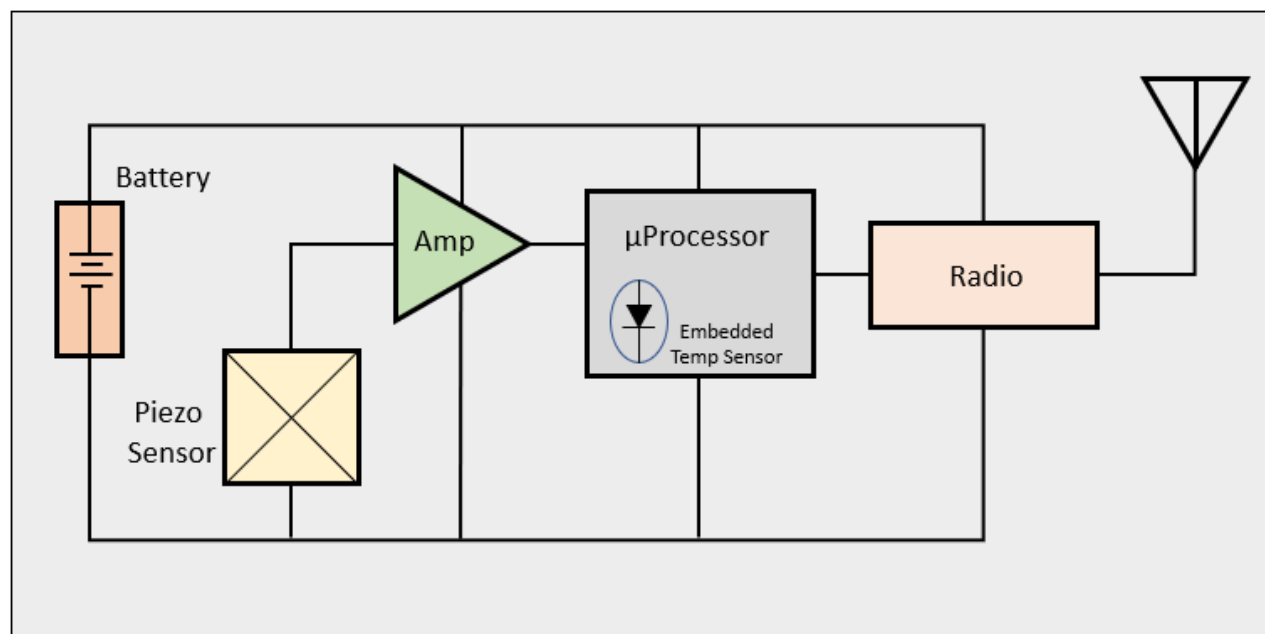 Battery
Amp
µProcessor
Embedded
Temp Sensor
Radio
Piezo
Sensor